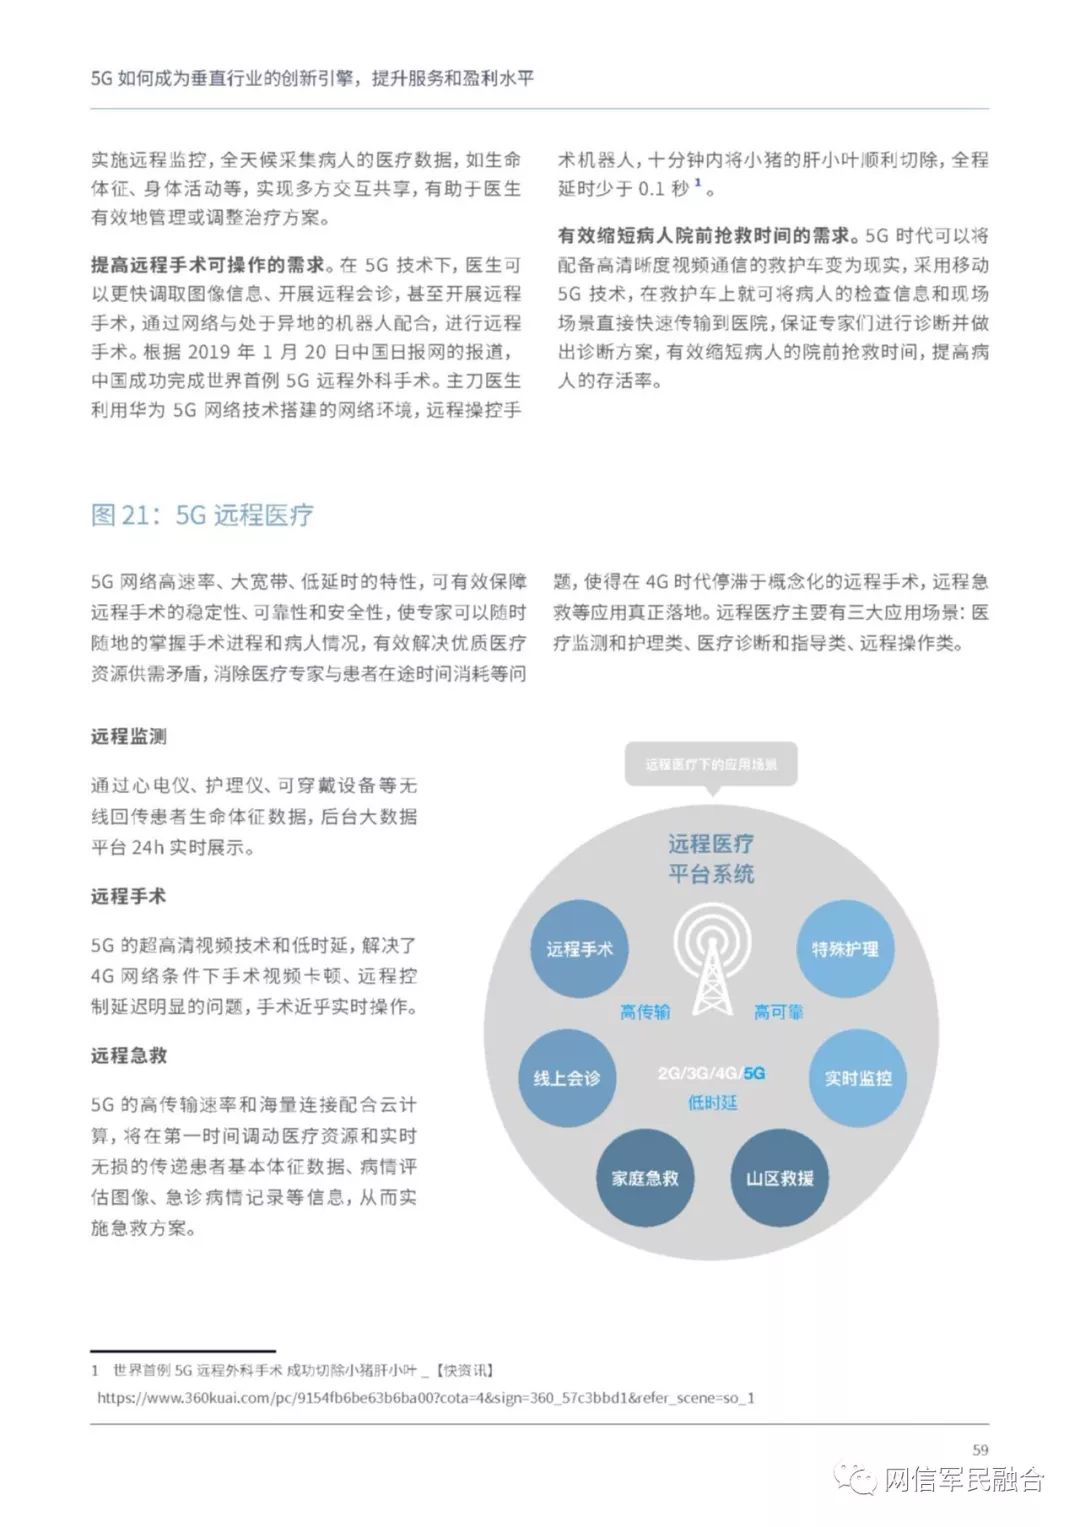 5G 如何成为垂直行业的创新引擎，提升服务和盈利水平
实施远程监控，全天候采集病人的医疗数据，如生命
体征、身体活动等，实现多方交互共享，有助于医生
有效地管理或调整治疗方案。
提高远程手术可操作的需求。在 5G 技术下，医生可
以更快调取图像信息、开展远程会诊，甚至开展远程
手术，通过网络与处于异地的机器人配合，进行远程
手术。根据 2019 年 1 月 20 日中国日报网的报道，
中国成功完成世界首例 5G 远程外科手术。主刀医生
利用华为 5G 网络技术搭建的网络环境，远程操控手
术机器人，十分钟内将小猪的肝小叶顺利切除，全程
延时少于 0.1 秒 1 。
有效缩短病人院前抢救时间的需求。5G 时代可以将
配备高清晰度视频通信的救护车变为现实，采用移动
5G 技术，在救护车上就可将病人的检查信息和现场
场景直接快速传输到医院，保证专家们进行诊断并做
出诊断方案，有效缩短病人的院前抢救时间，提高病
人的存活率。
图 21：5G 远程医疗
5G 网络高速率、大宽带、低延时的特性，可有效保障
远程手术的稳定性、可靠性和安全性，使专家可以随时
随地的掌握手术进程和病人情况，有效解决优质医疗
资源供需矛盾，消除医疗专家与患者在途时间消耗等问
题，使得在 4G 时代停滞于概念化的远程手术，远程急
救等应用真正落地。远程医疗主要有三大应用场景：医
疗监测和护理类、医疗诊断和指导类、远程操作类。
远程监测
通过心电仪、护理仪、可穿戴设备等无
线回传患者生命体征数据，后台大数据
平台 24h 实时展示。
远程手术
5G 的超高清视频技术和低时延，解决了
4G 网络条件下手术视频卡顿、远程控
制延迟明显的问题，手术近乎实时操作。
远程急救
5G 的高传输速率和海量连接配合云计
算，将在第一时间调动医疗资源和实时
无损的传递患者基本体征数据、病情评
估图像、急诊病情记录等信息，从而实
施急救方案。
远程医疗下的应用场景
远程医疗
平台系统
远程手术
特殊护理
高传输
高可靠
线上会诊
2G/3G/4G/5G
实时监控
低时延
家庭急救
山区救援
1 世界首例 5G 远程外科手术 成功切除小猪肝小叶 _【快资讯】
https://www.360kuai.com/pc/9154fb6be63b6ba00?cota=4&sign=360_57c3bbd1&refer_scene=so_1
59
网信军民融合